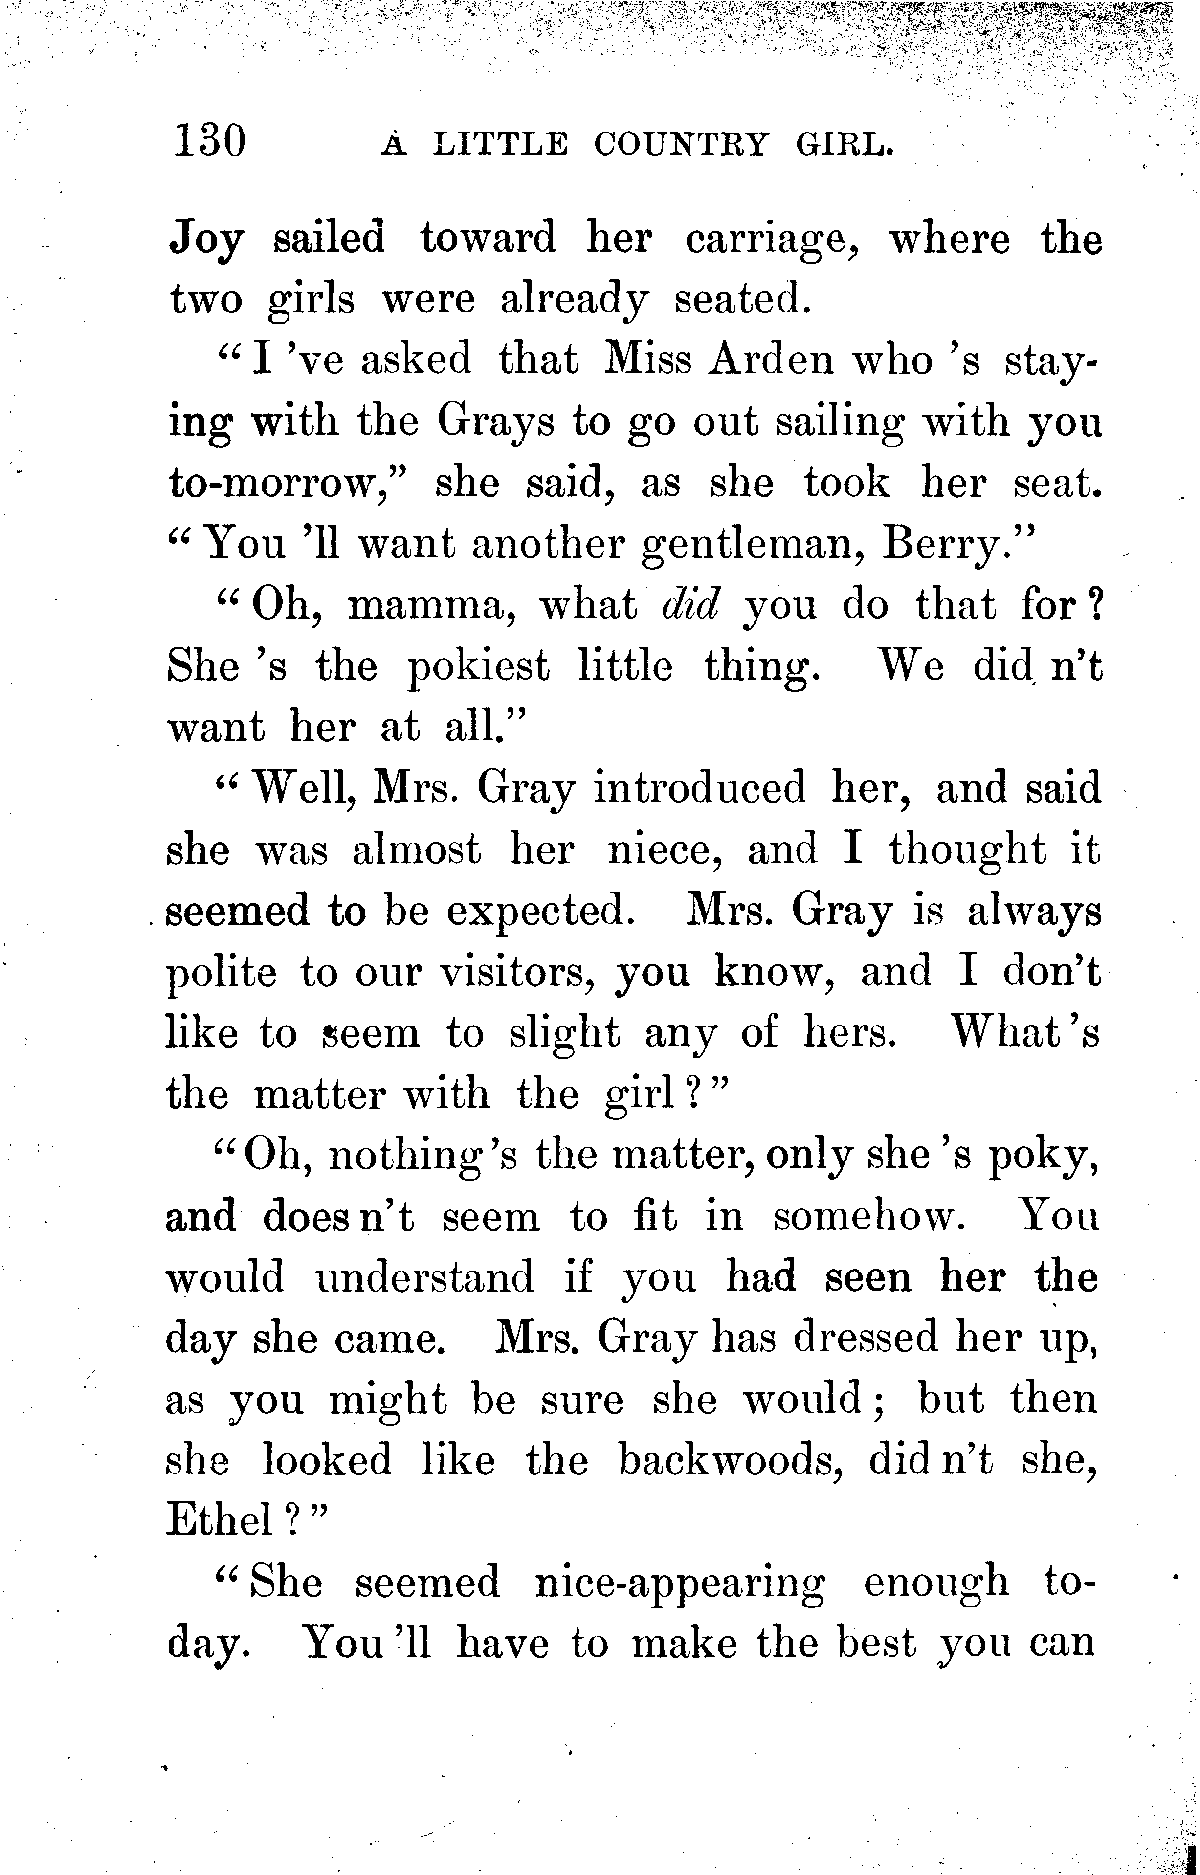 130 A LITTLE COUNTRY GIRL.
Joy sailed toward her carriage, where the
two girls were already seated.
“I ’ve asked that Miss Arden who ’s stay-
ing with the Grays to go out sailing with you
to-morrow,” she said, as she took her seat.
“You ’ll want another gentleman, Berry.”
“Oh, mamma, what did you do that for?
She ’s the pokiest little thing. We did n’t
want her at all.”
“Well, Mrs. Gray introduced her, and said
she was almost her niece, and I thought it
seemed to be expected. Mrs. Gray is always
polite to our visitors, you know, and I don’t
like to seem to slight any of hers. What ’s
the matter with the girl?”
“Oh, nothing ’s the matter, only she ’s poky,
and does n’t seem to fit in somehow. You
would understand if you had seen her the
day she came. Mrs. Gray has dressed her up,
as you might be sure she would; but then
she looked like the backwoods, did n’t she,
Ethel?”
“She seemed nice-appearing enough to-
day. You ’ll have to make the best you can